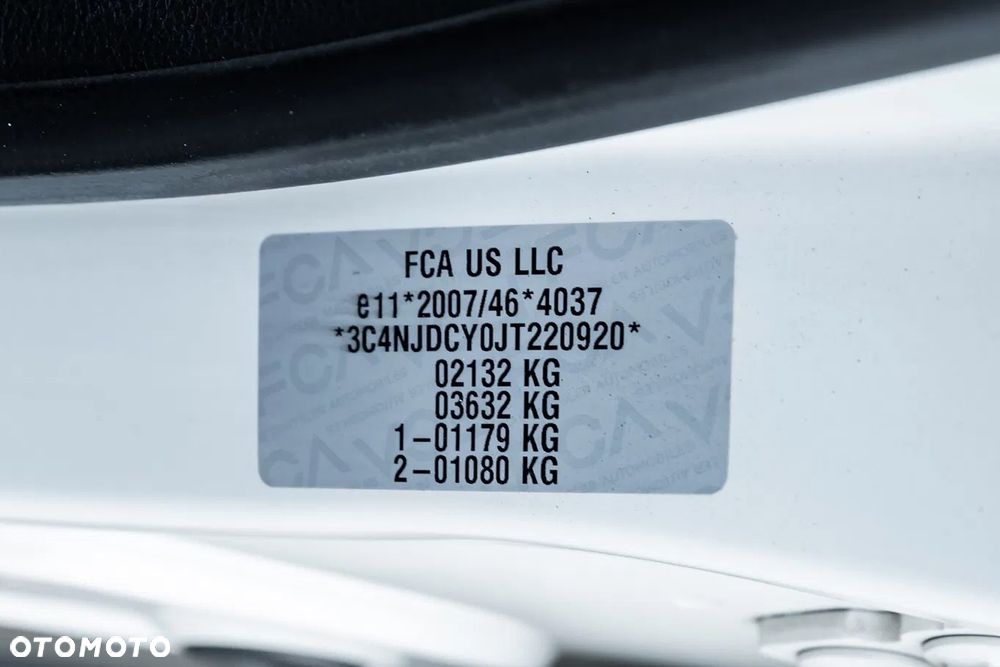 FCA US LLC
e11*2007/46*4037
*3C4NJDCY0JT220920*
02132 KG
03632 KG
1-01179 KG
2-01080 KG
OTOMOTO